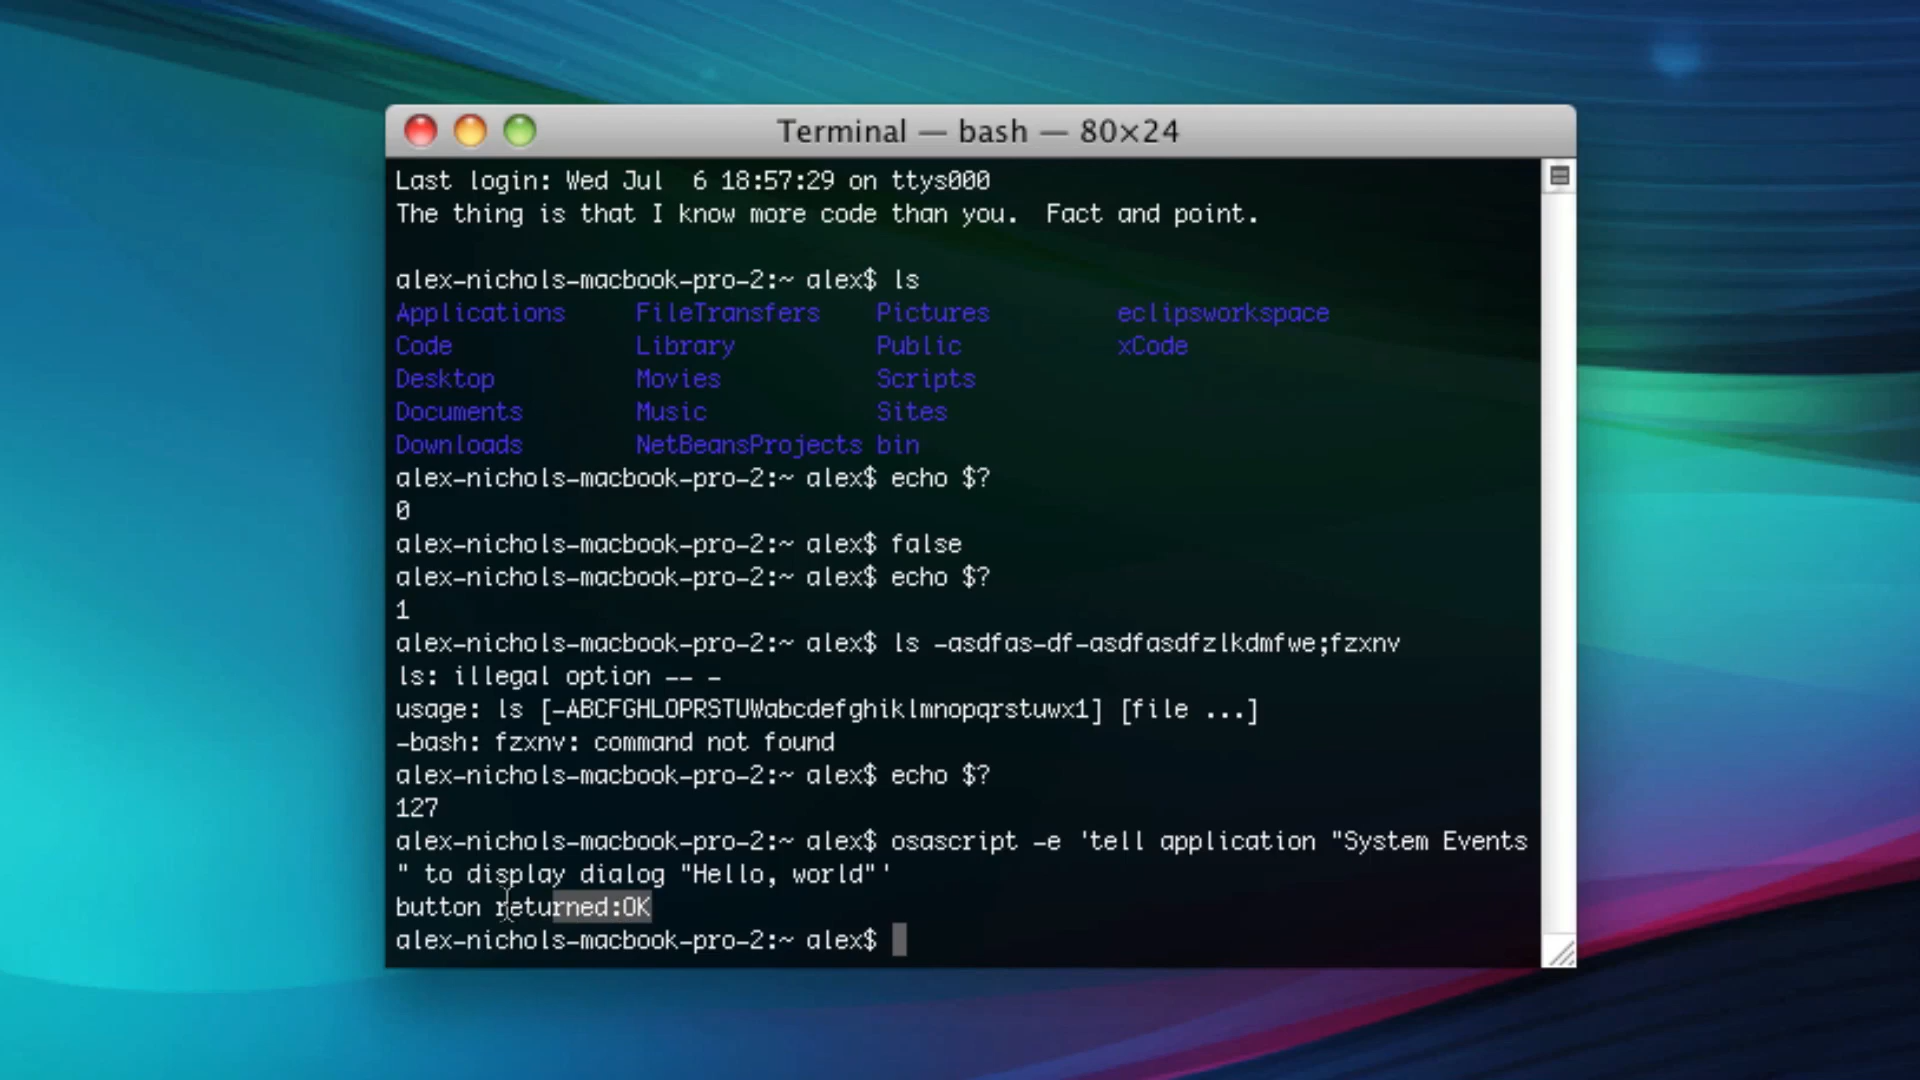 Terminal — bash — 80×24
Last login: Wed Jul  6 18:57:29 on ttys000
The thing is that I know more code than you.  Fact and point.
alex-nichols-macbook-pro-2:~ alex$ ls
Applications FileTransfers Pictures eclipsworkspace
Code Library Public xCode
Desktop Movies Scripts
Documents Music Sites
Downloads NetBeansProjects bin
alex-nichols-macbook-pro-2:~ alex$ echo $?
0
alex-nichols-macbook-pro-2:~ alex$ false
alex-nichols-macbook-pro-2:~ alex$ echo $?
1
alex-nichols-macbook-pro-2:~ alex$ ls -asdfas-df-asdfasdfzlkdmfwe;fzxnv
ls: illegal option -- -
usage: ls [-ABCFGHLOPRSTUWabcdefghiklmnopqrstuwx1] [file ...]
-bash: fzxnv: command not found
alex-nichols-macbook-pro-2:~ alex$ echo $?
127
alex-nichols-macbook-pro-2:~ alex$ osascript -e 'tell application "System Events
" to display dialog "Hello, world"'
button returned:OK
alex-nichols-macbook-pro-2:~ alex$